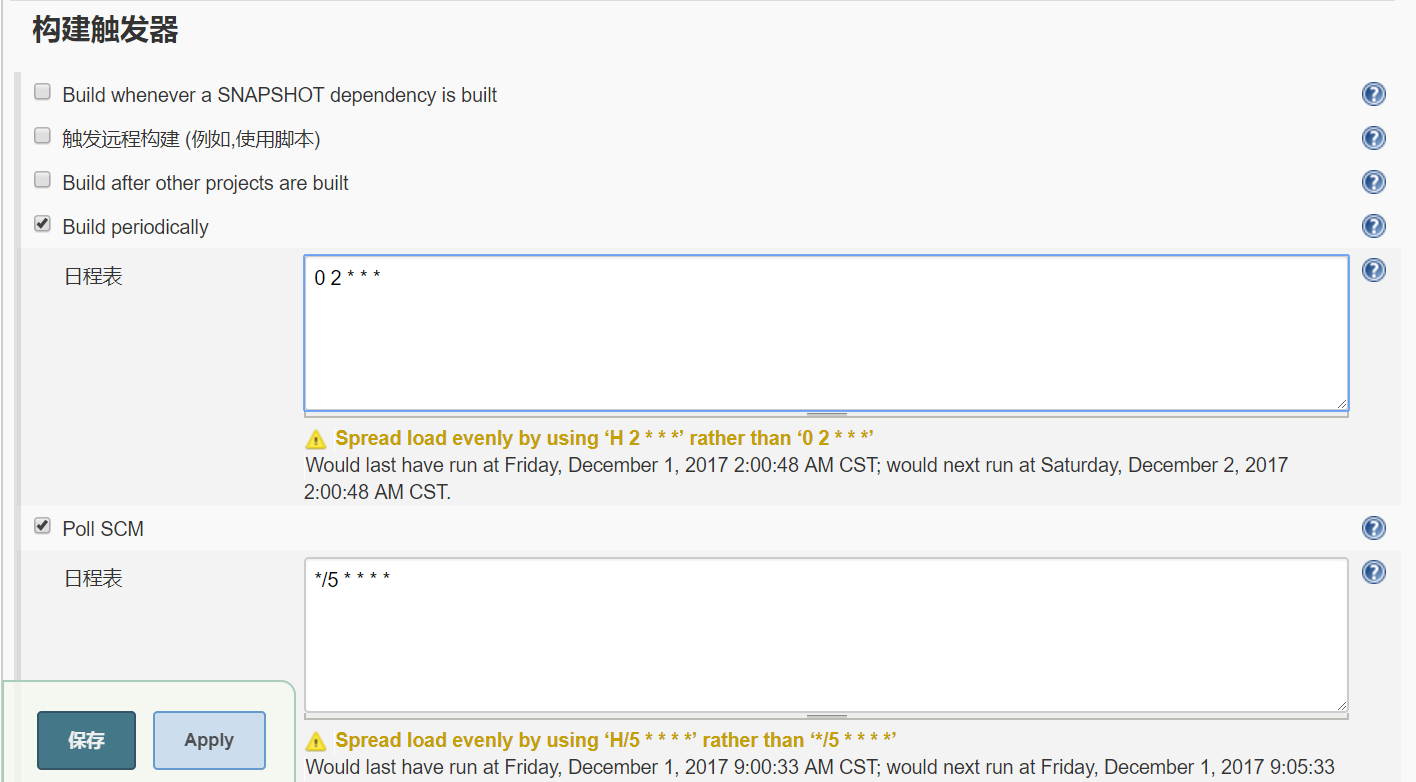 构建触发器
Build whenever a SNAPSHOT dependency is built
触发远程构建 (例如,使用脚本)
Build after other projects are built
Build periodically
日程表
0 2 * * *
Spread load evenly by using ‘H 2 * * *’ rather than ‘0 2 * * *’
Would last have run at Friday, December 1, 2017 2:00:48 AM CST; would next run at Saturday, December 2, 2017
2:00:48 AM CST.
Poll SCM
日程表
*/5 * * * *
Spread load evenly by using ‘H/5 * * * *’ rather than ‘*/5 * * * *’
Would last have run at Friday, December 1, 2017 9:00:33 AM CST; would next run at Friday, December 1, 2017 9:05:33
保存
Apply